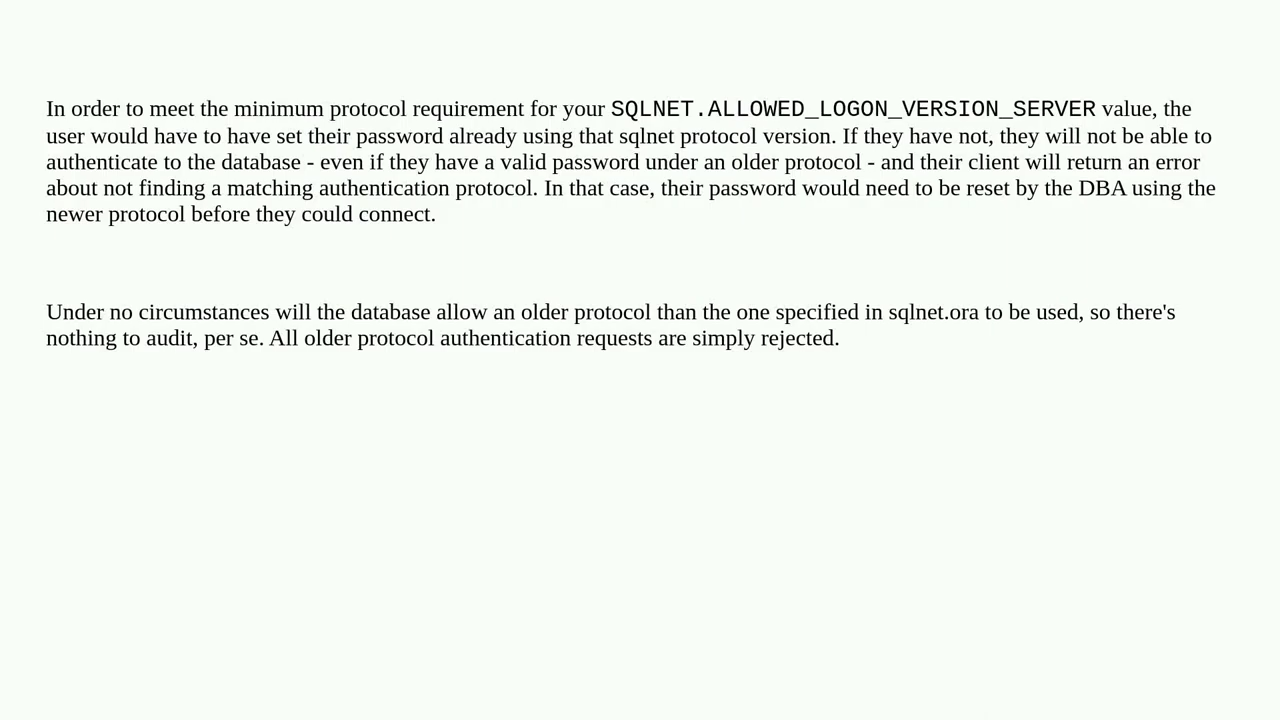 In order to meet the minimum protocol requirement for your SQLNET.ALLOWED_LOGON_VERSION_SERVER value, the
user would have to have set their password already using that sqlnet protocol version. If they have not, they will not be able to
authenticate to the database - even if they have a valid password under an older protocol - and their client will return an error
about not finding a matching authentication protocol. In that case, their password would need to be reset by the DBA using the
newer protocol before they could connect.
Under no circumstances will the database allow an older protocol than the one specified in sqlnet.ora to be used, so there's
nothing to audit, per se. All older protocol authentication requests are simply rejected.